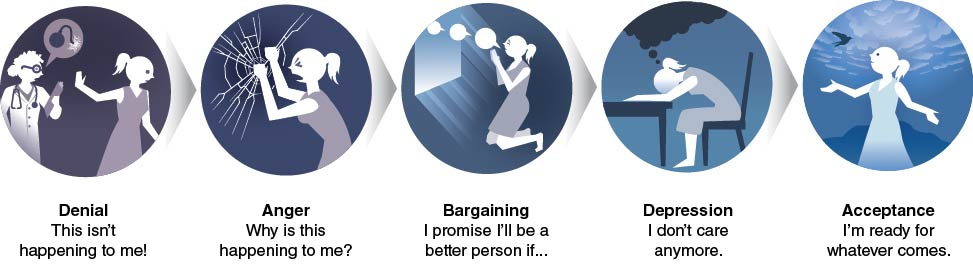 Denial
This isn't
happening to me!
Anger
Why is this
happening to me?
Bargaining
I promise I'll be a
better person if...
Depression
I don't care
anymore.
Acceptance
I'm ready for
whatever comes.